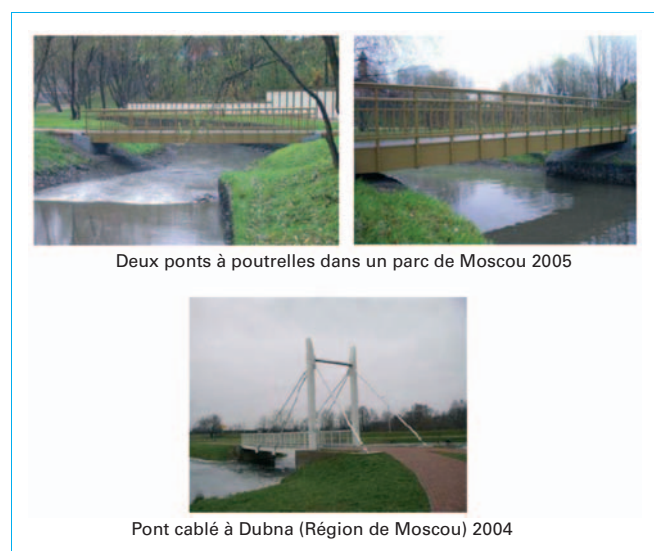 Deux ponts à poutrelles dans un parc de Moscou 2005
Pont cablé à Dubna (Région de Moscou) 2004